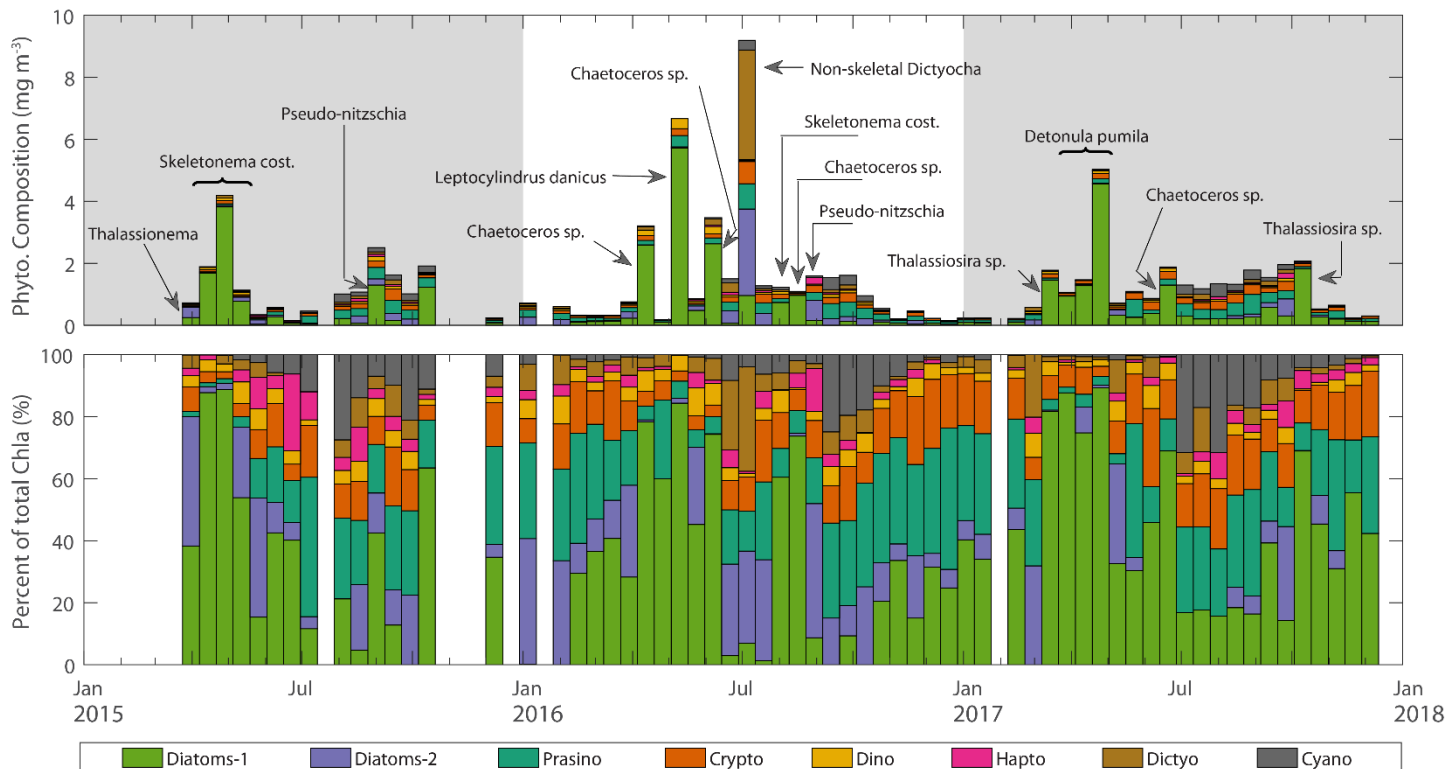 Phyto. Composition (mg m⁻³)
10
8
6
4
2
0
Thalassionema
Skeletonema cost.
Pseudo-nitzschia
Chaetoceros sp.
Leptocylindrus danicus
Chaetoceros sp.
Non-skeletal Dictyocha
Skeletonema cost.
Chaetoceros sp.
Pseudo-nitzschia
Detonula pumila
Thalassiosira sp.
Chaetoceros sp.
Thalassiosira sp.
Percent of total Chla (%)
100
80
60
40
20
0
Jan
2015
Jul
2016
Jul
2017
Jul
Jan
2018
Diatoms-1
Diatoms-2
Prasino
Crypto
Dino
Hapto
Dictyo
Cyano